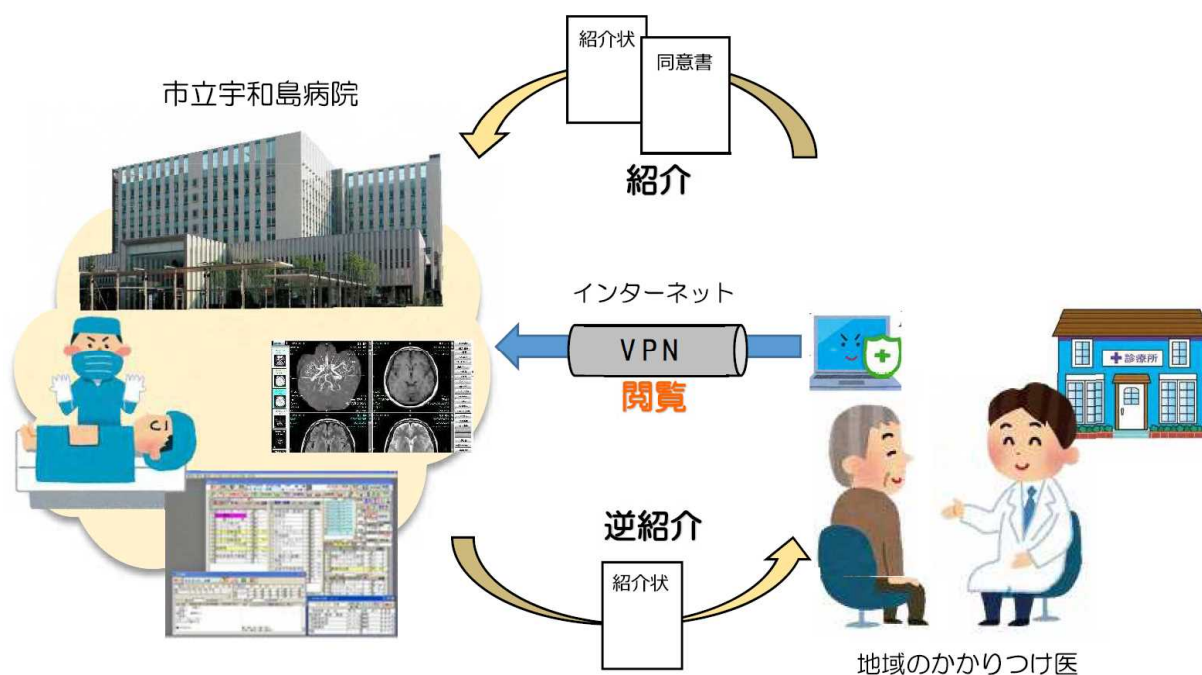 紹介状
同意書
市立宇和島病院
紹介
インターネット
VPN
閲覧
診療所
逆紹介
紹介状
地域のかかりつけ医